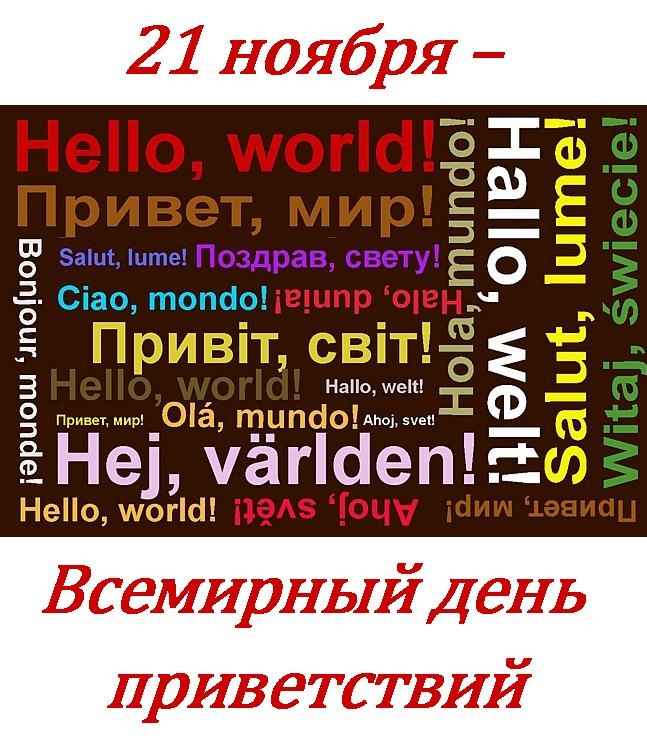 21 ноября –
Hello, world!
Привет, мир!
Salut, lume!
Поздрав, свету!
Ciao, mondo!
Halo, dunia!
Привіт, світ!
Hello, world!
Hallo, welt!
Привет, мир!
Olá, mundo!
Ahoj, svet!
Hej, världen!
Hello, world!
Ahoj, svět!
Привет, мир!
Bonjour, monde!
Hola, mundo!
Hallo, welt!
Salut, lume!
Witaj, świecie!
Всемирный день
приветствий